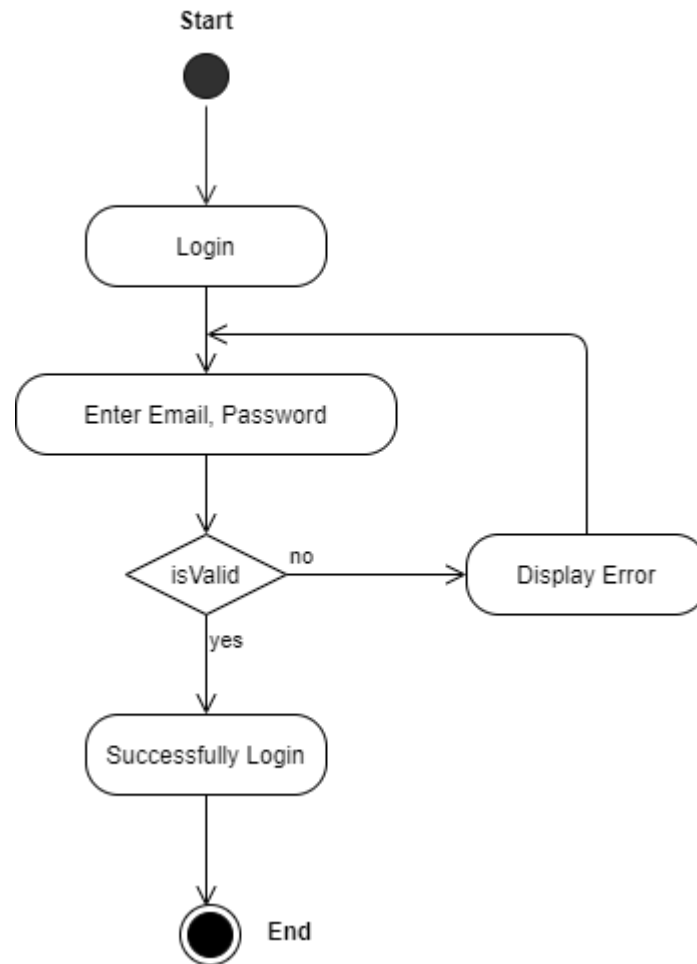 Start
Login
Enter Email, Password
isValid
no
Display Error
yes
Successfully Login
End